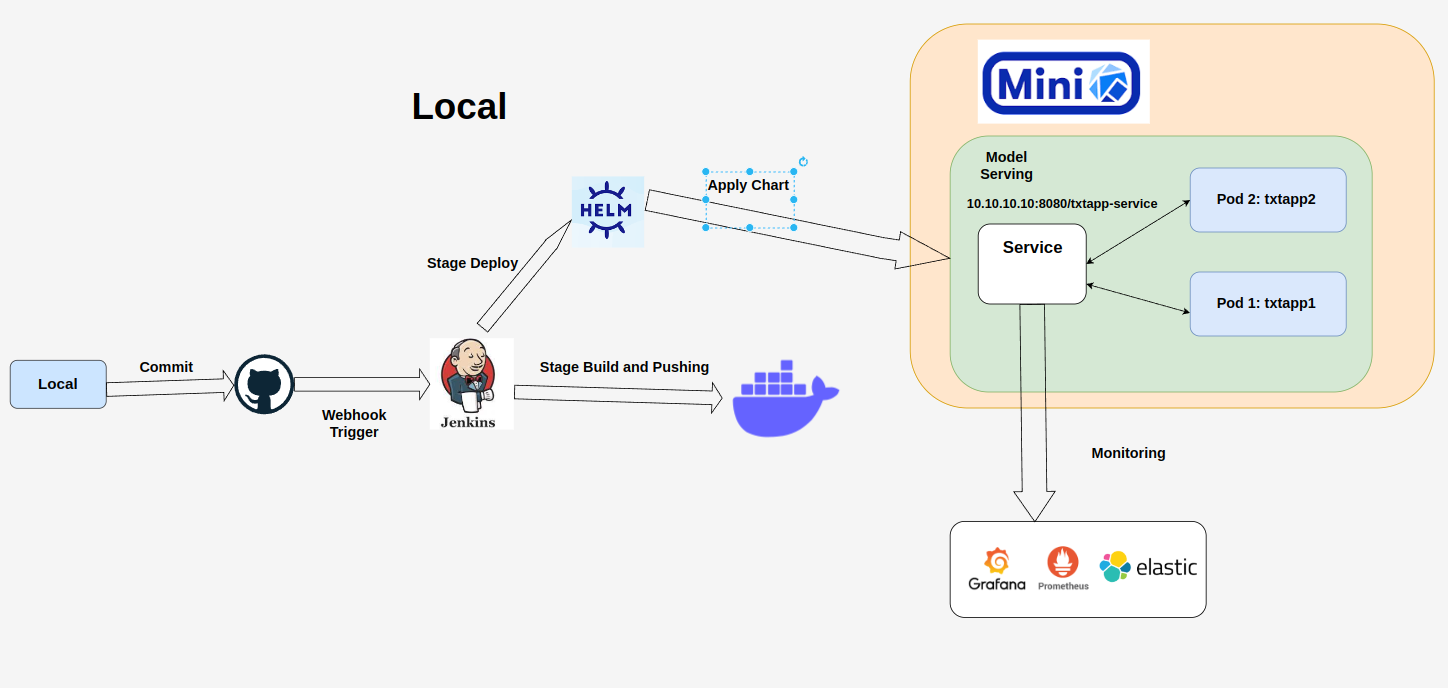 Local
Mini
Model
Serving
10.10.10.10:8080/txtapp-service
Service
Pod 2: txtapp2
Pod 1: txtapp1
Apply Chart
HELM
Stage Deploy
Local
Commit
Webhook
Trigger
Jenkins
Stage Build and Pushing
Monitoring
Grafana
Prometheus
elastic